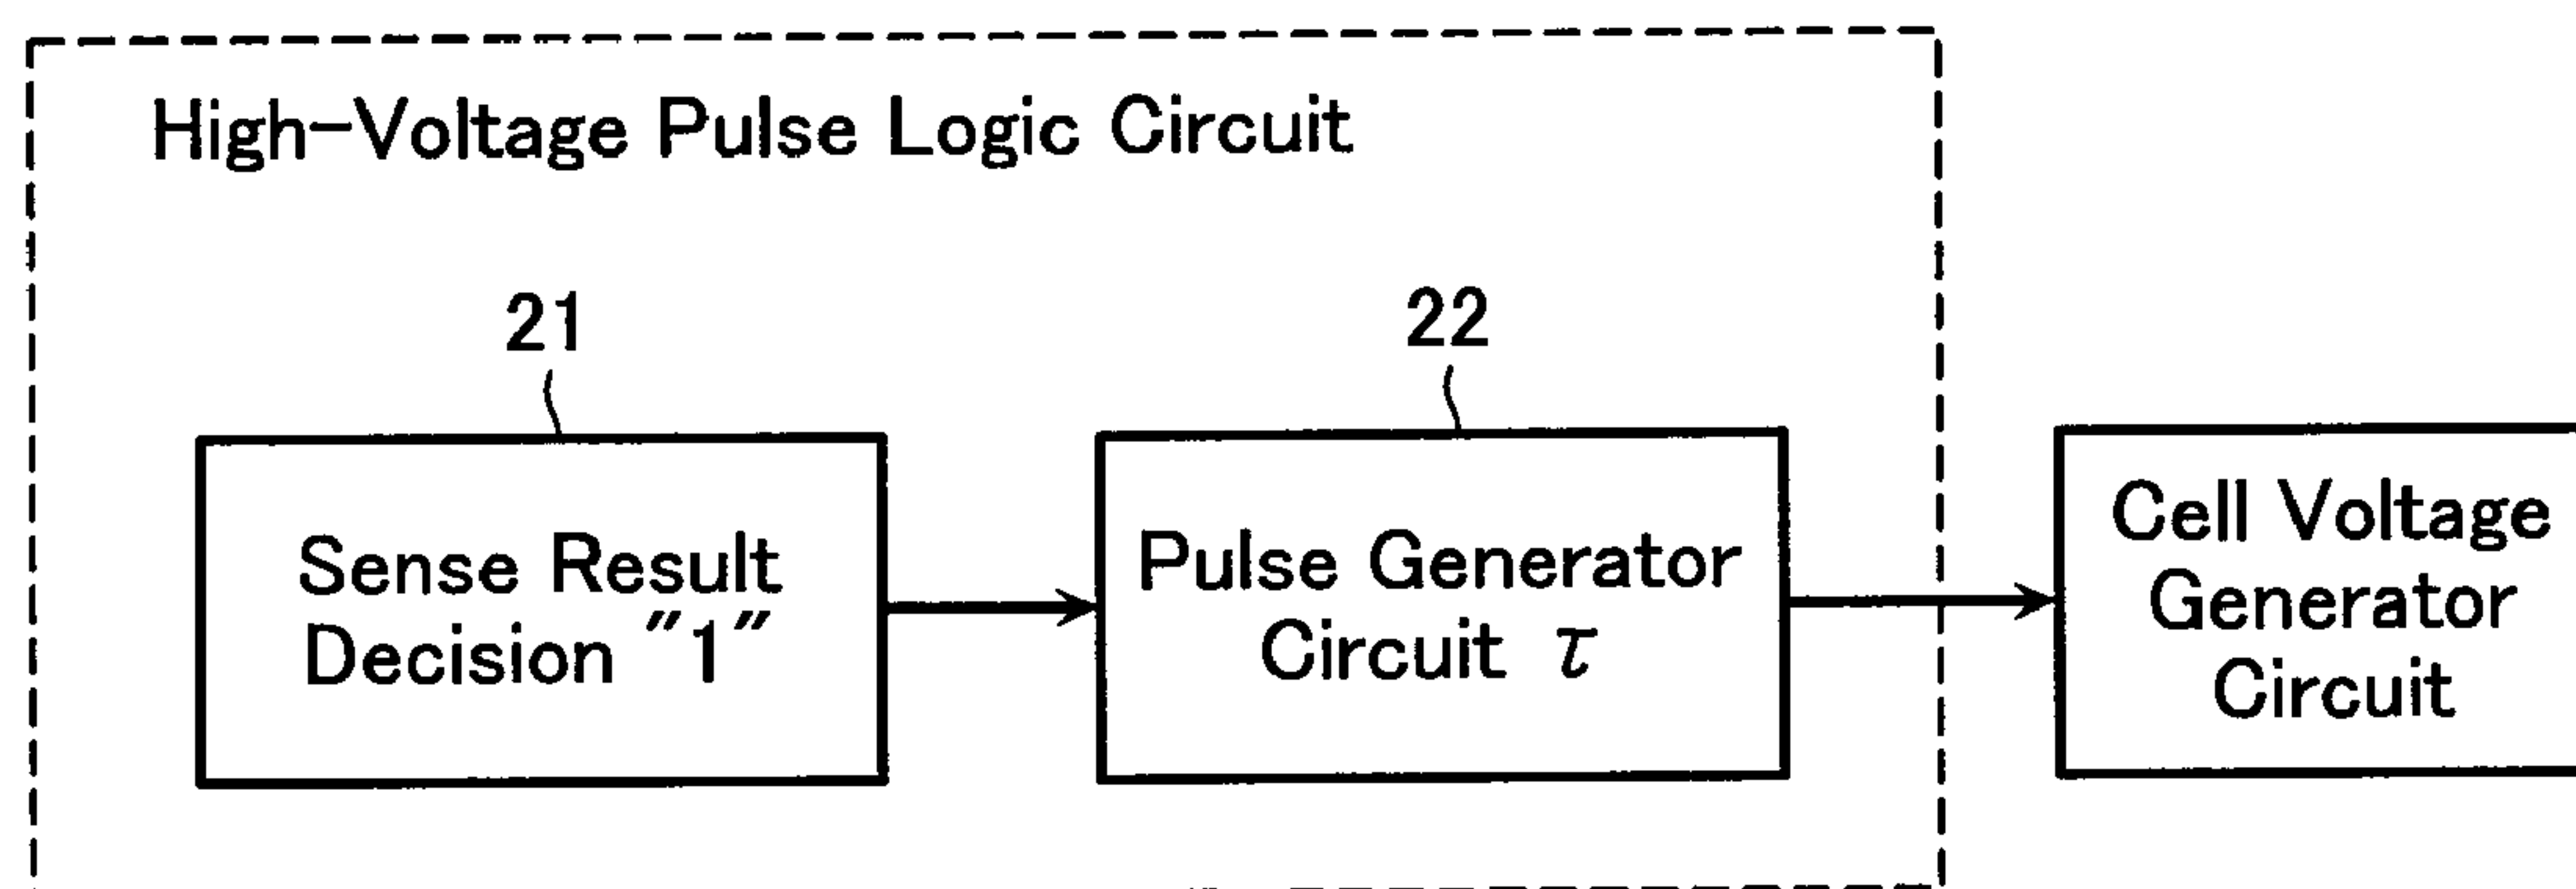 High-Voltage Pulse Logic Circuit
21
22
Sense Result
Decision "1"
Pulse Generator
Circuit τ
Cell Voltage
Generator
Circuit